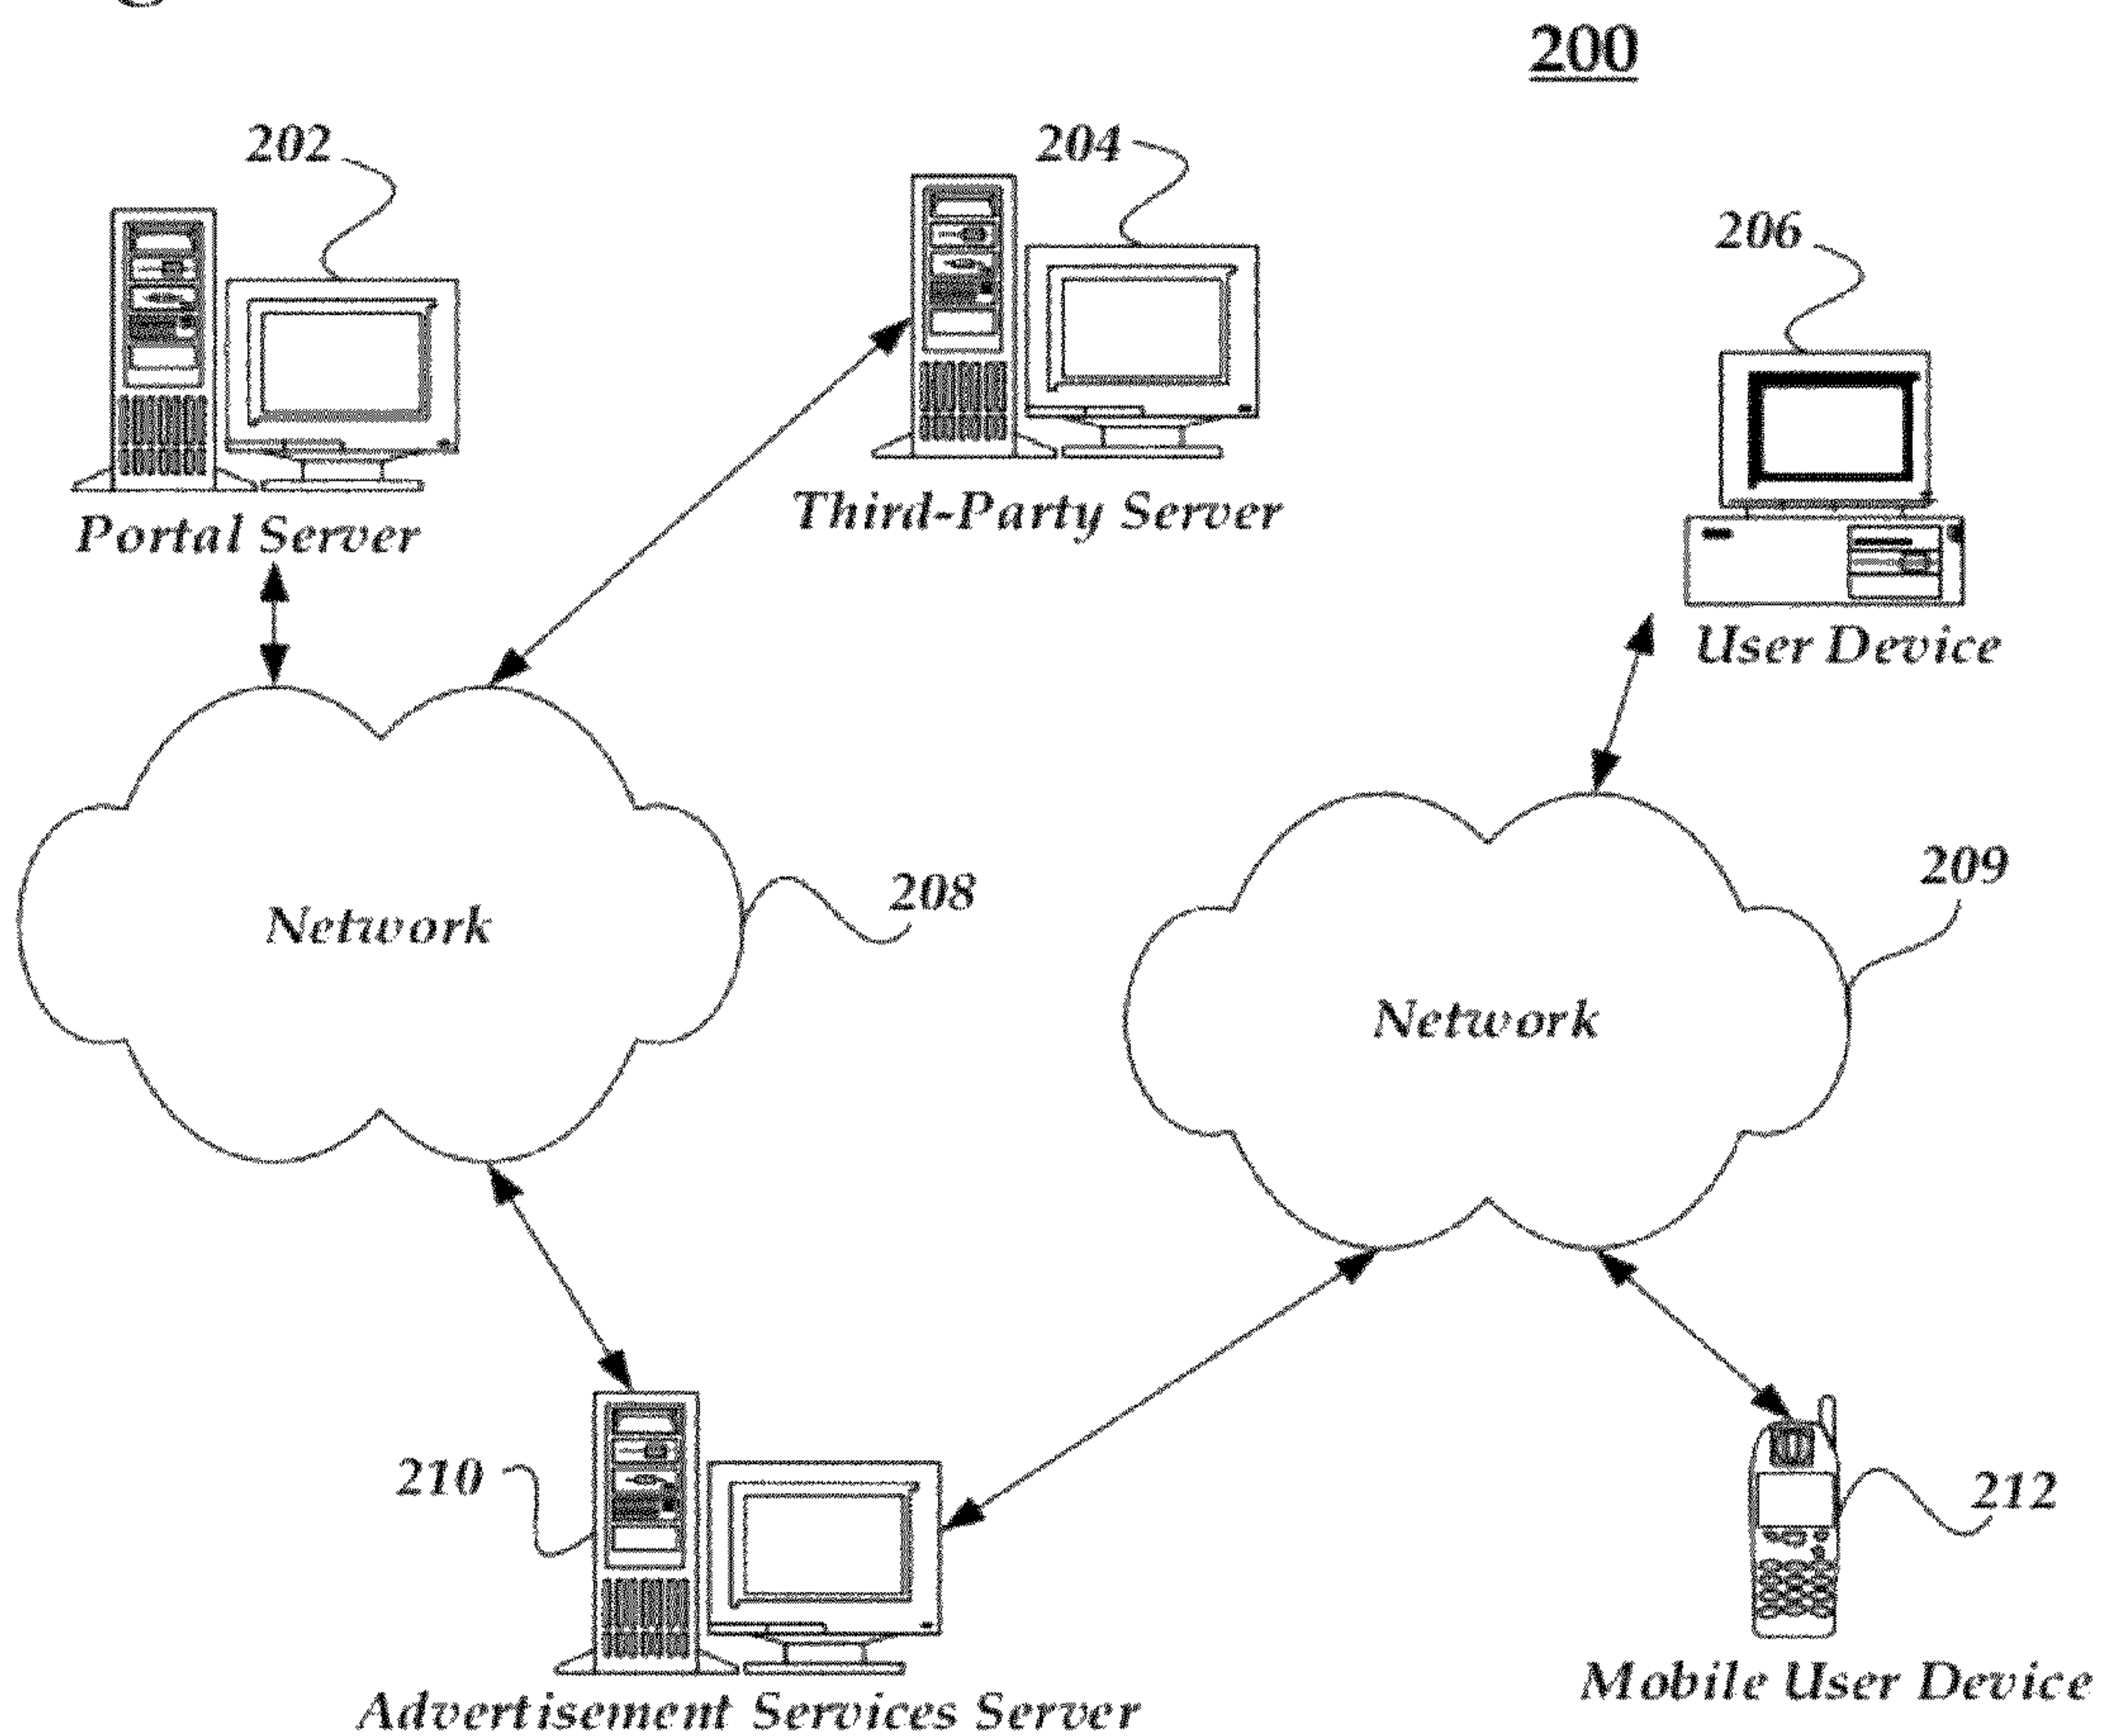 200
202
204
206
Portal Server
Third-Party Server
User Device
Network
208
209
Network
210
212
Advertisement Services Server
Mobile User Device